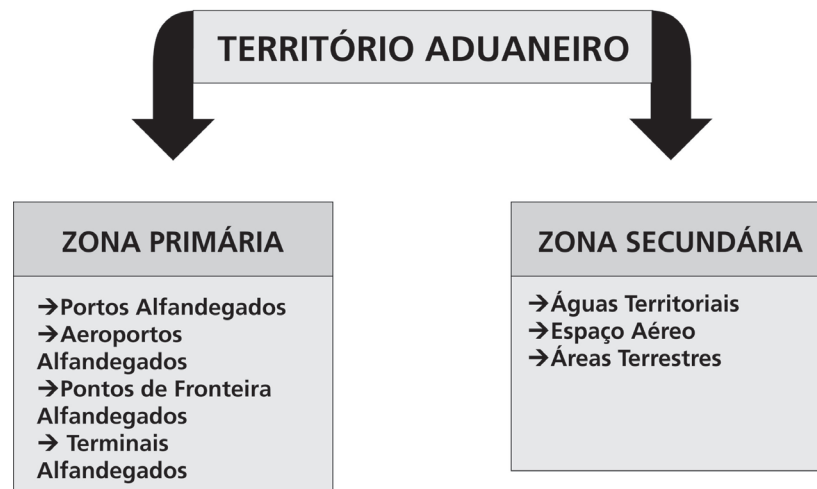 TERRITÓRIO ADUANEIRO
ZONA PRIMÁRIA
→Portos Alfandegados
→Aeroportos
Alfandegados
→Pontos de Fronteira
Alfandegados
→ Terminais
Alfandegados
ZONA SECUNDÁRIA
→Águas Territoriais
→Espaço Aéreo
→Áreas Terrestres